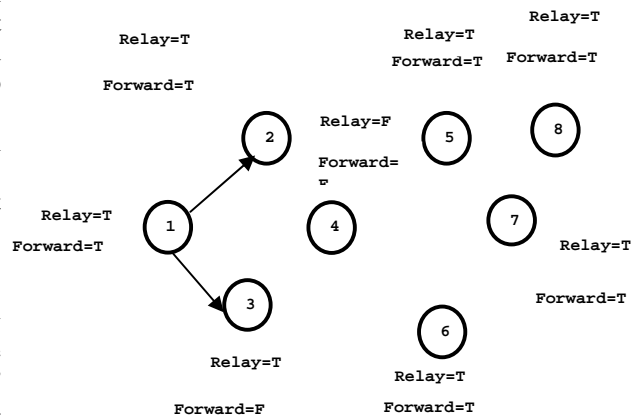 Relay=T
Relay=T
Relay=T
Forward=T
Forward=T
Forward=T
2
Relay=F
5
8
Forward=
Relay=T
1
4
7
Forward=T
Relay=T
3
Forward=T
6
Relay=T
Relay=T
Forward=F
Forward=T